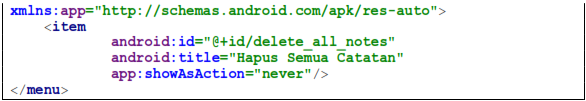 xmlns:app="http://schemas.android.com/apk/res-auto">
<item
android:id="@+id/delete_all_notes"
android:title="Hapus Semua Catatan"
app:showAsAction="never"/>
</menu>